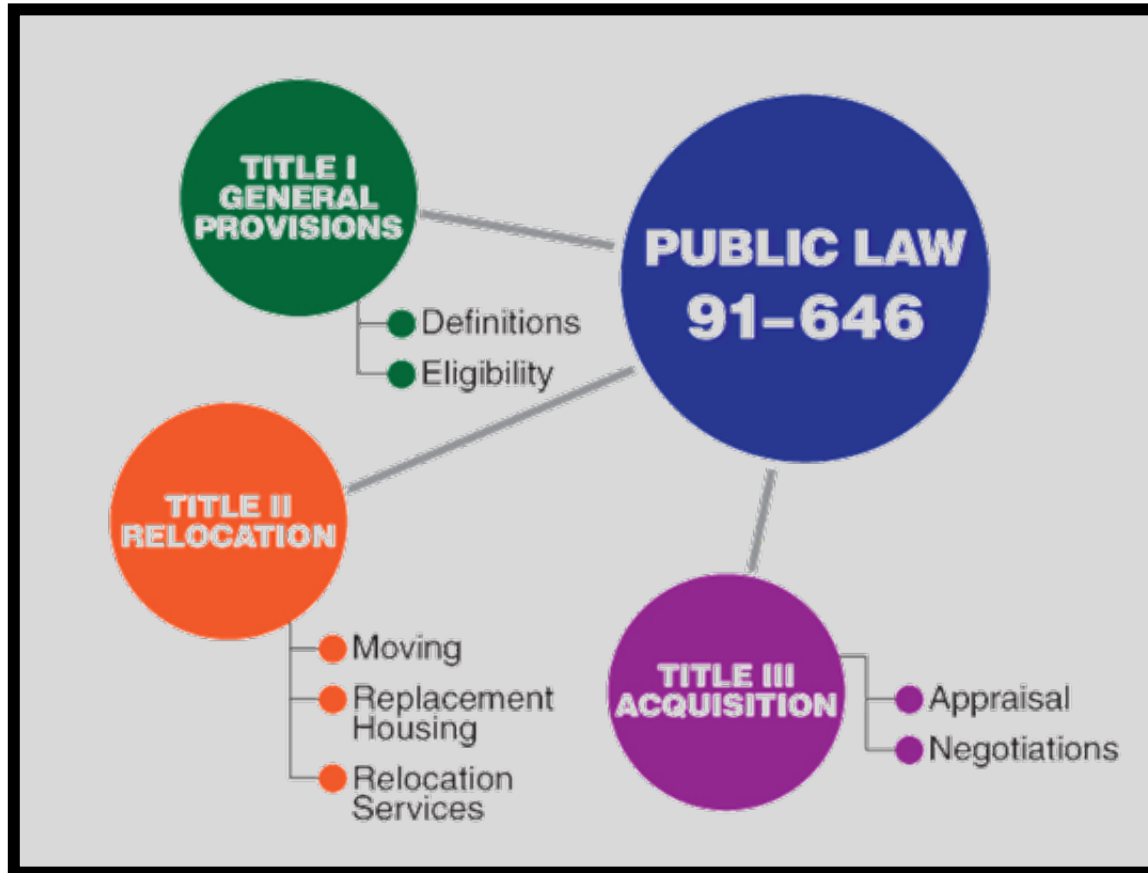 TITLE I
GENERAL
PROVISIONS
Definitions
Eligibility
PUBLIC LAW
91–646
TITLE II
RELOCATION
Moving
Replacement
Housing
Relocation
Services
TITLE III
ACQUISITION
Appraisal
Negotiations